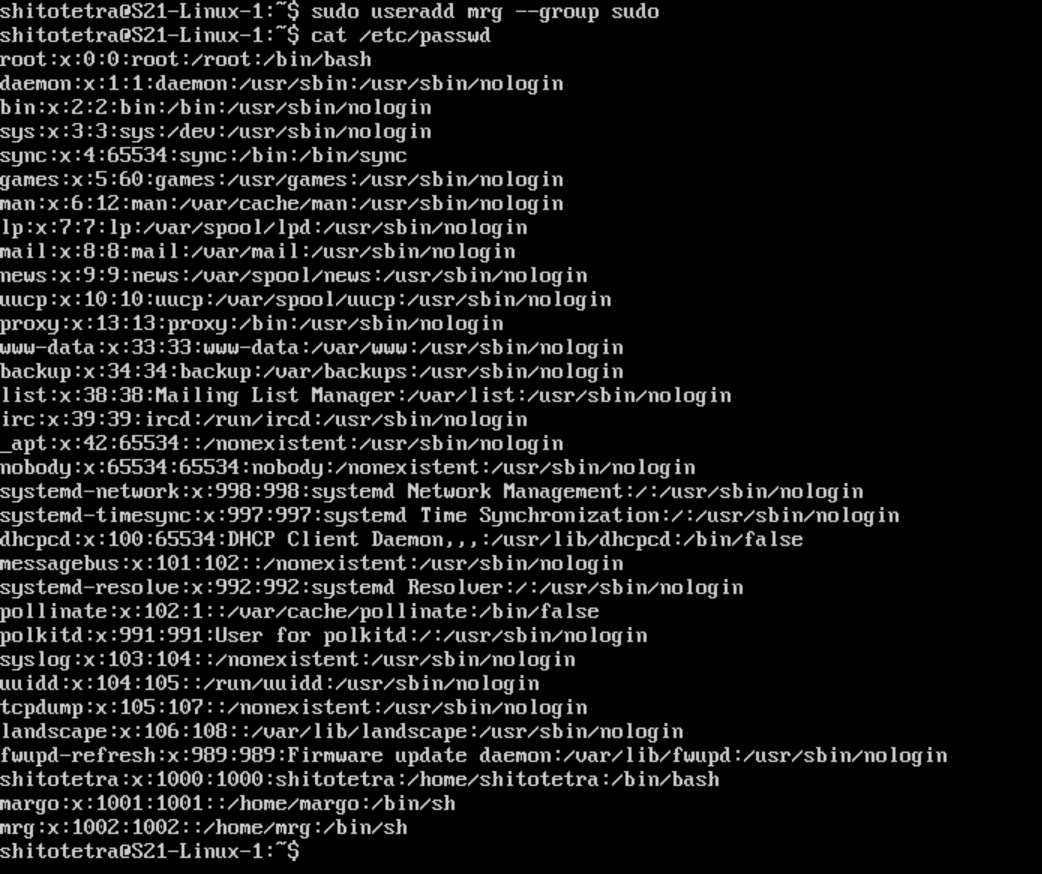 shitotetra@S21-Linux-1:~$ sudo useradd mrg --group sudo
shitotetra@S21-Linux-1:~$ cat /etc/passwd
root:x:0:0:root:/root:/bin/bash
daemon:x:1:1:daemon:/usr/sbin:/usr/sbin/nologin
bin:x:2:2:bin:/bin:/usr/sbin/nologin
sys:x:3:3:sys:/dev:/usr/sbin/nologin
sync:x:4:65534:sync:/bin:/bin/sync
games:x:5:60:games:/usr/games:/usr/sbin/nologin
man:x:6:12:man:/var/cache/man:/usr/sbin/nologin
lp:x:7:7:lp:/var/spool/lpd:/usr/sbin/nologin
mail:x:8:8:mail:/var/mail:/usr/sbin/nologin
news:x:9:9:news:/var/spool/news:/usr/sbin/nologin
uucp:x:10:10:uucp:/var/spool/uucp:/usr/sbin/nologin
proxy:x:13:13:proxy:/bin:/usr/sbin/nologin
www-data:x:33:33:www-data:/var/www:/usr/sbin/nologin
backup:x:34:34:backup:/var/backups:/usr/sbin/nologin
list:x:38:38:Mailing List Manager:/var/list:/usr/sbin/nologin
irc:x:39:39:ircd:/run/ircd:/usr/sbin/nologin
_apt:x:42:65534::/nonexistent:/usr/sbin/nologin
nobody:x:65534:65534:nobody:/nonexistent:/usr/sbin/nologin
systemd-network:x:998:998:systemd Network Management:/:/usr/sbin/nologin
systemd-timesync:x:997:997:systemd Time Synchronization:/:/usr/sbin/nologin
dhcpcd:x:100:65534:DHCP Client Daemon,,,:/usr/lib/dhcpcd:/bin/false
messagebus:x:101:102::/nonexistent:/usr/sbin/nologin
systemd-resolve:x:992:992:systemd Resolver:/:/usr/sbin/nologin
pollinate:x:102:1::/var/cache/pollinate:/bin/false
polkitd:x:991:991:User for polkitd:/:/usr/sbin/nologin
syslog:x:103:104::/nonexistent:/usr/sbin/nologin
uuidd:x:104:105::/run/uuidd:/usr/sbin/nologin
tcpdump:x:105:107::/nonexistent:/usr/sbin/nologin
landscape:x:106:108::/var/lib/landscape:/usr/sbin/nologin
fwupd-refresh:x:989:989:Firmware update daemon:/var/lib/fwupd:/usr/sbin/nologin
shitotetra:x:1000:1000:shitotetra:/home/shitotetra:/bin/bash
margo:x:1001:1001::/home/margo:/bin/sh
mrg:x:1002:1002::/home/mrg:/bin/sh
shitotetra@S21-Linux-1:~$